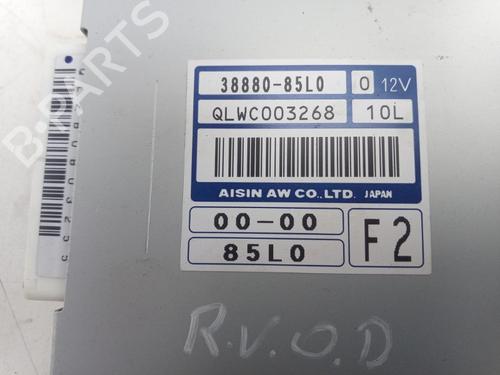 B-PARTS
38880-85L0 0 12V
QLWC003268 10L
AISIN AW CO.,LTD. JAPAN
00-00
85L0 F2
R.V.O.D